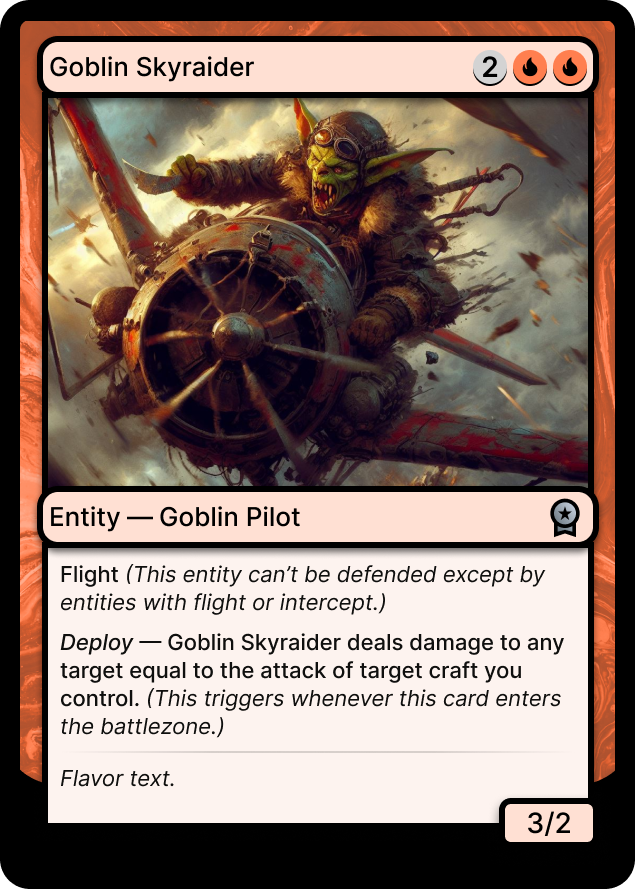 Goblin Skyraider 2
Entity — Goblin Pilot
Flight (This entity can’t be defended except by
entities with flight or intercept.)
Deploy — Goblin Skyraider deals damage to any
target equal to the attack of target craft you
control. (This triggers whenever this card enters
the battlezone.)
Flavor text.
3/2